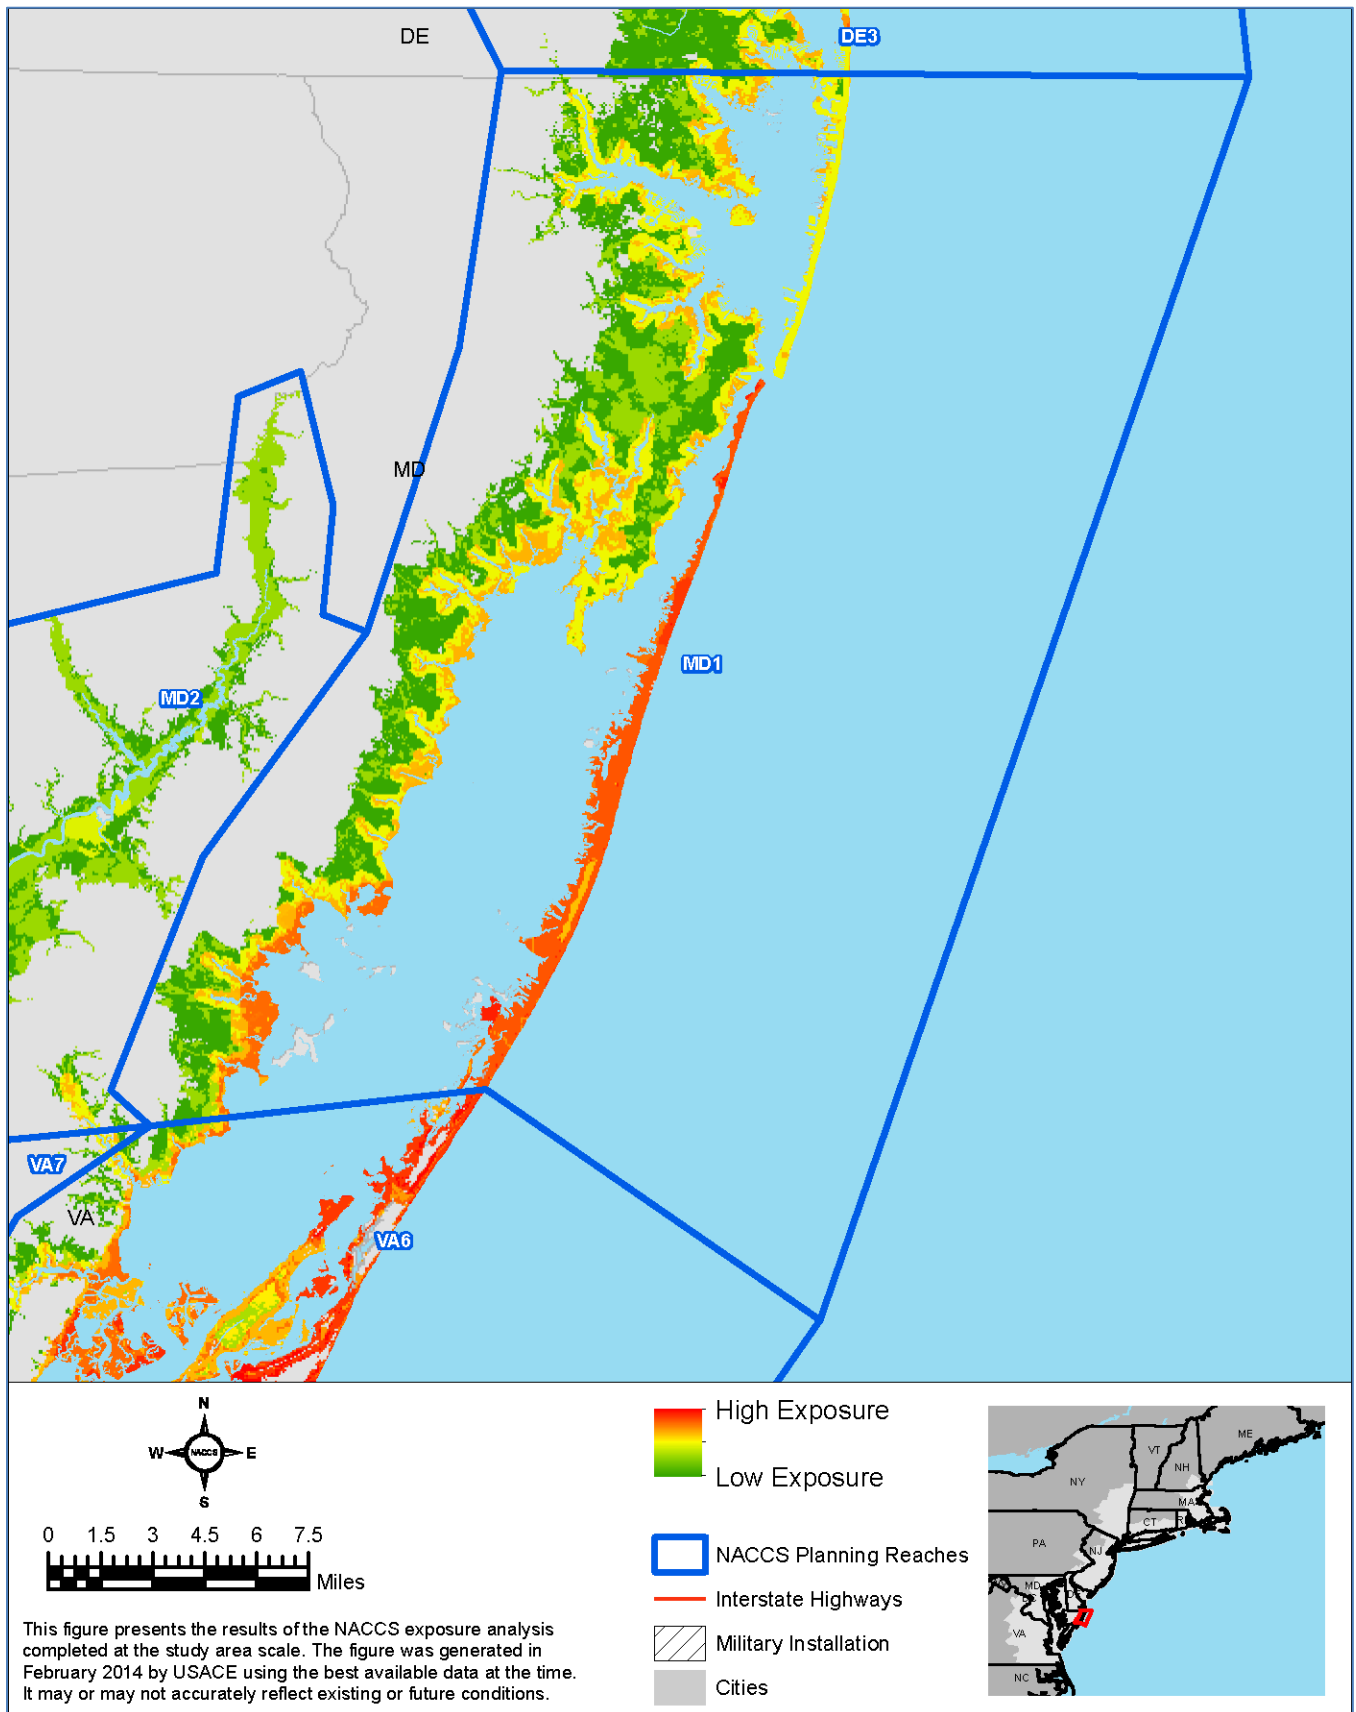 DE
DE3
MD
MD1
MD2
VA7
VA
VA6
N
W NACCS E
S
0 1.5 3 4.5 6 7.5
Miles
This figure presents the results of the NACCS exposure analysis
completed at the study area scale. The figure was generated in
February 2014 by USACE using the best available data at the time.
It may or may not accurately reflect existing or future conditions.
High Exposure
Low Exposure
NACCS Planning Reaches
Interstate Highways
Military Installation
Cities
ME
VT
NH
NY
MA
CT
PA
NJ
MD
VA
NC